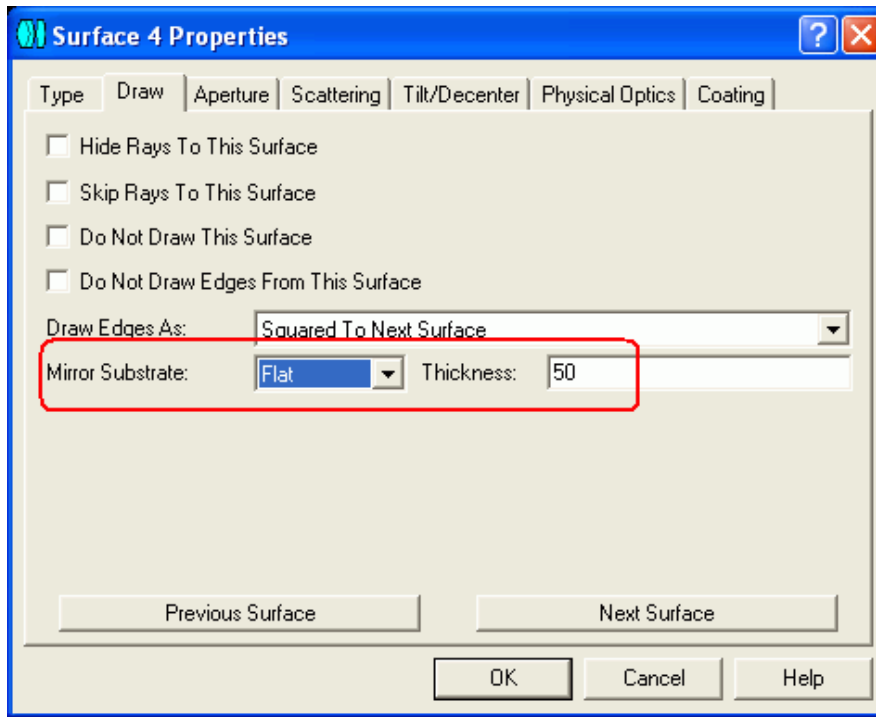 Surface 4 Properties
Type Draw Aperture Scattering Tilt/Decenter Physical Optics Coating
Hide Rays To This Surface
Skip Rays To This Surface
Do Not Draw This Surface
Do Not Draw Edges From This Surface
Draw Edges As: Squared To Next Surface
Mirror Substrate: Flat Thickness: 50
Previous Surface Next Surface
OK Cancel Help